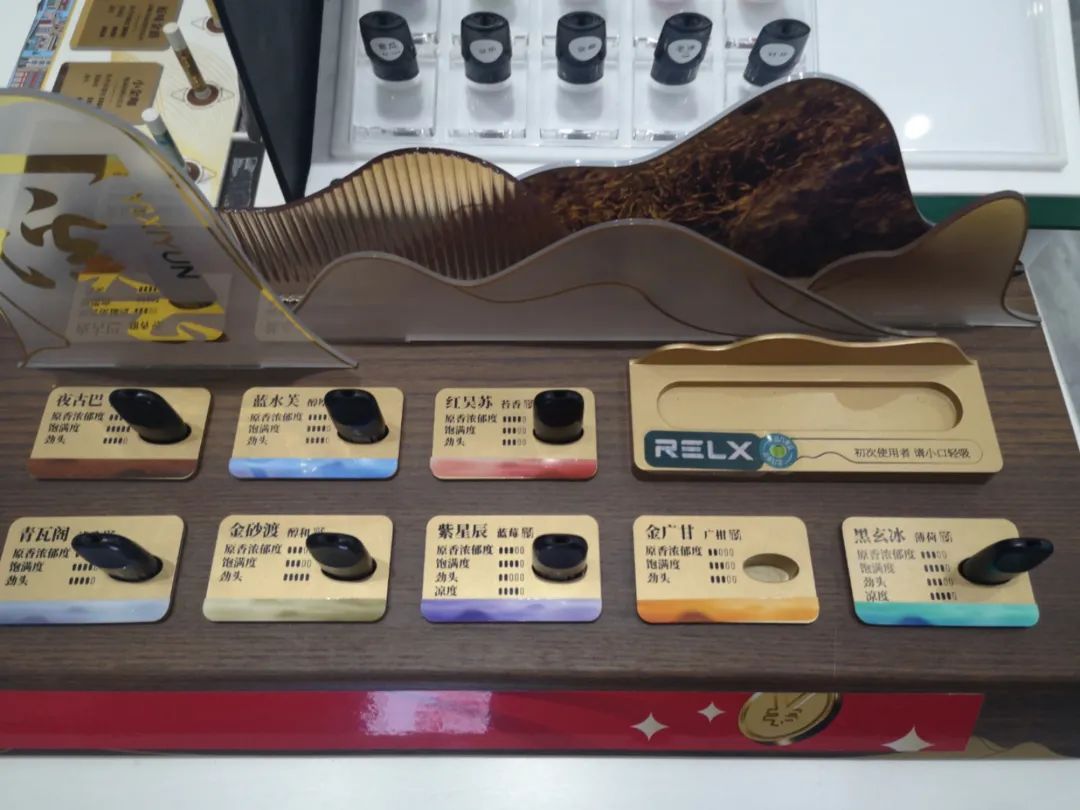 YIXIYUN
夜古巴
原香浓郁度
饱满度
劲头
蓝水芙
原香浓郁度
饱满度
劲头
红吴苏
原香浓郁度
饱满度
劲头
RELX
初次使用者 请小口轻吸
青瓦阁
原香浓郁度
饱满度
劲头
金砂渡 醇和
原香浓郁度
饱满度
劲头
紫星辰 蓝莓
原香浓郁度
饱满度
劲头
凉度
金广甘 广柑
原香浓郁度
饱满度
劲头
黑玄冰 薄荷
原香浓郁度
饱满度
劲头
凉度